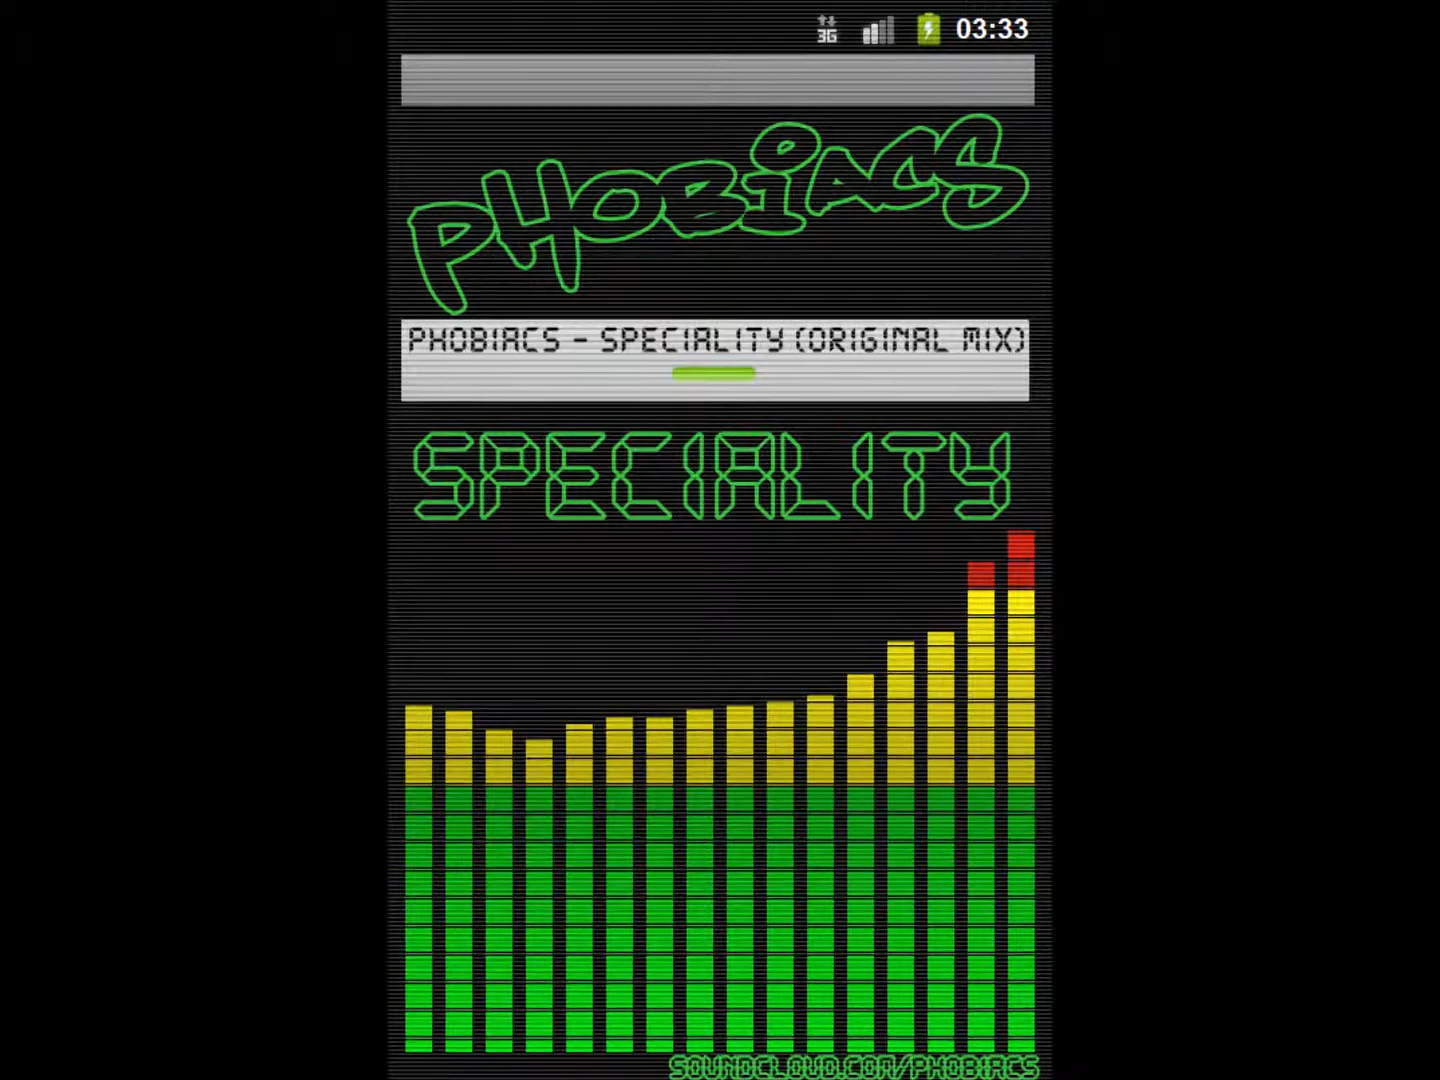 3G 03:33
PHOBiACS
PHOBIACS - SPECIALITY (ORIGINAL MIX)
SPECIALITY
SOUNDCLOUD.COM/PHOBIACS